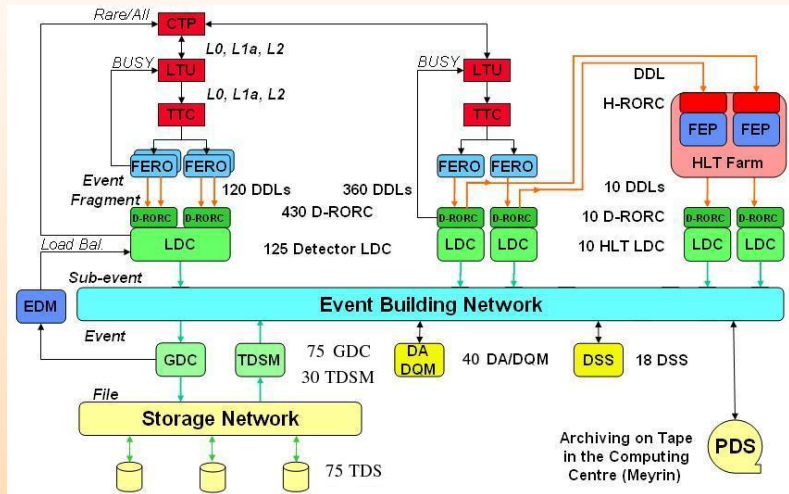 Rare/All
CTP
L0, L1a, L2
BUSY
LTU
L0, L1a, L2
TTC
FERO
FERO
Event
Fragment
120 DDLs
D-RORC
D-RORC
430 D-RORC
LDC
125 Detector LDC
Load Bal.
BUSY
LTU
TTC
FERO
FERO
360 DDLs
D-RORC
D-RORC
LDC
LDC
DDL
H-RORC
FEP
FEP
HLT Farm
10 DDLs
10 D-RORC
D-RORC
D-RORC
10 HLT LDC
LDC
LDC
Sub-event
EDM
Event Building Network
Event
GDC
TDSM
75 GDC
30 TDSM
DA
DQM
40 DA/DQM
DSS
18 DSS
File
Storage Network
75 TDS
Archiving on Tape
in the Computing
Centre (Meyrin)
PDS